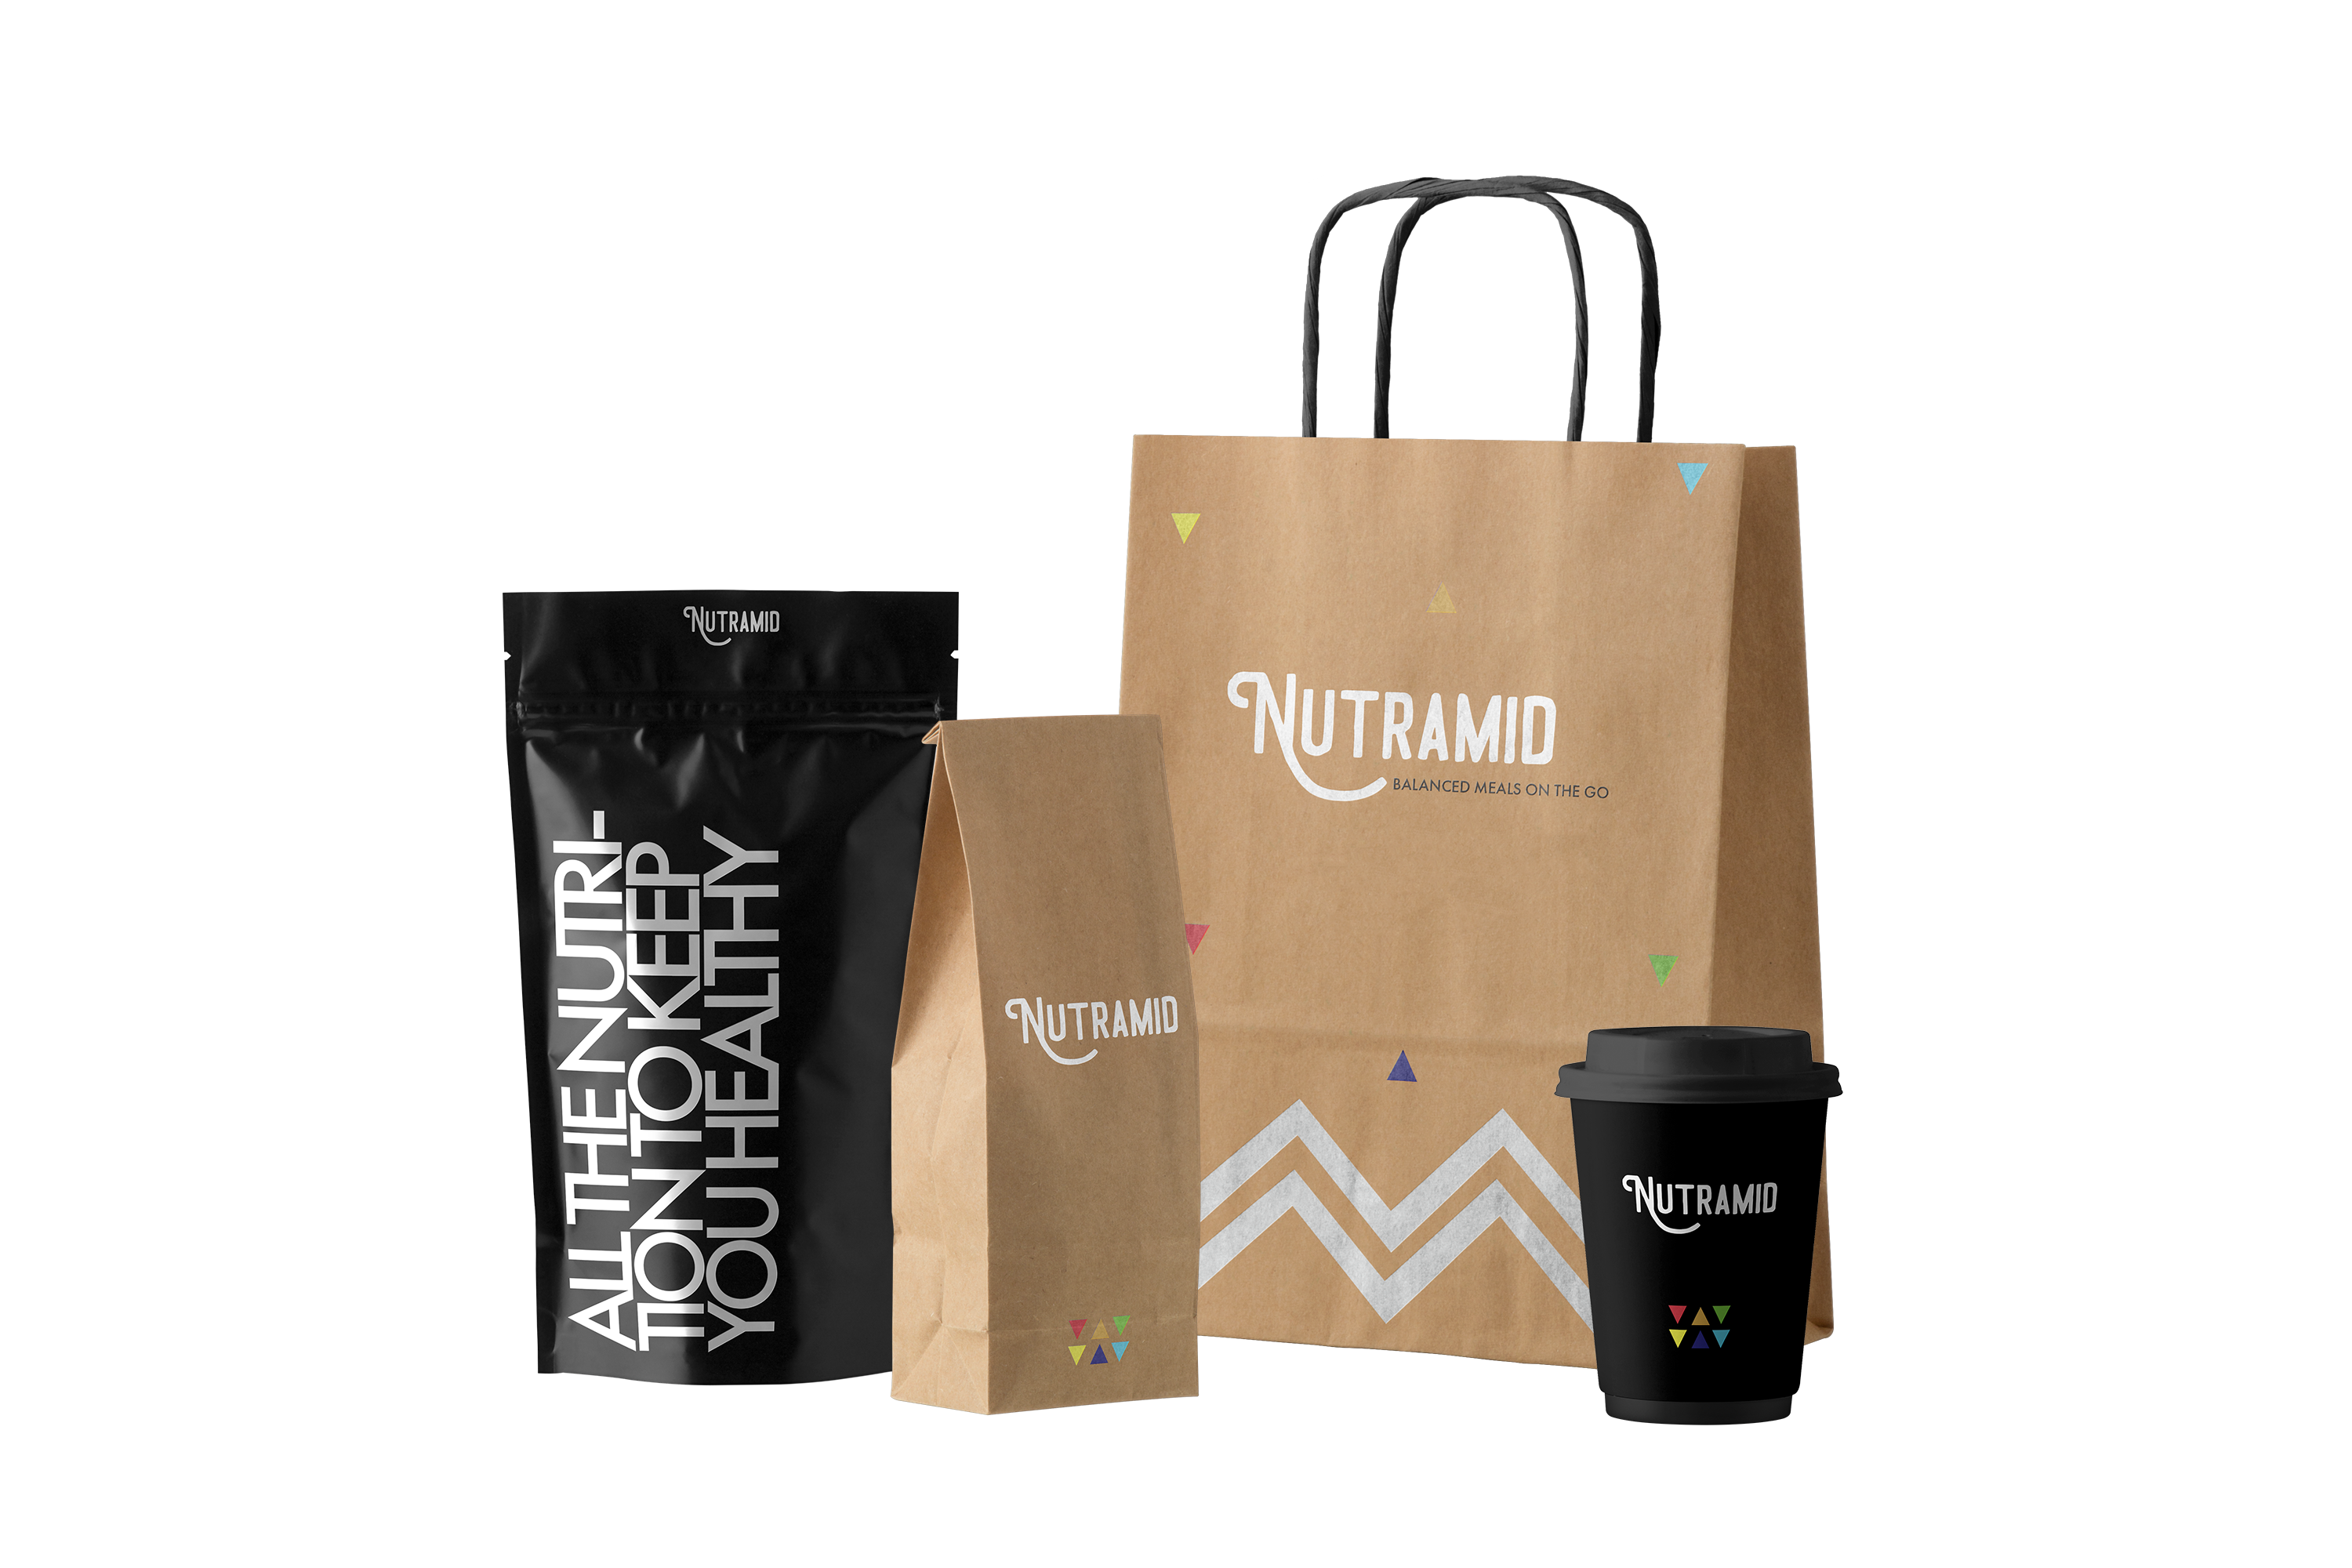 NUTRAMID
ALL THE NUTRI-
TION TO KEEP
YOU HEALTHY
NUTRAMID
NUTRAMID
BALANCED MEALS ON THE GO
NUTRAMID